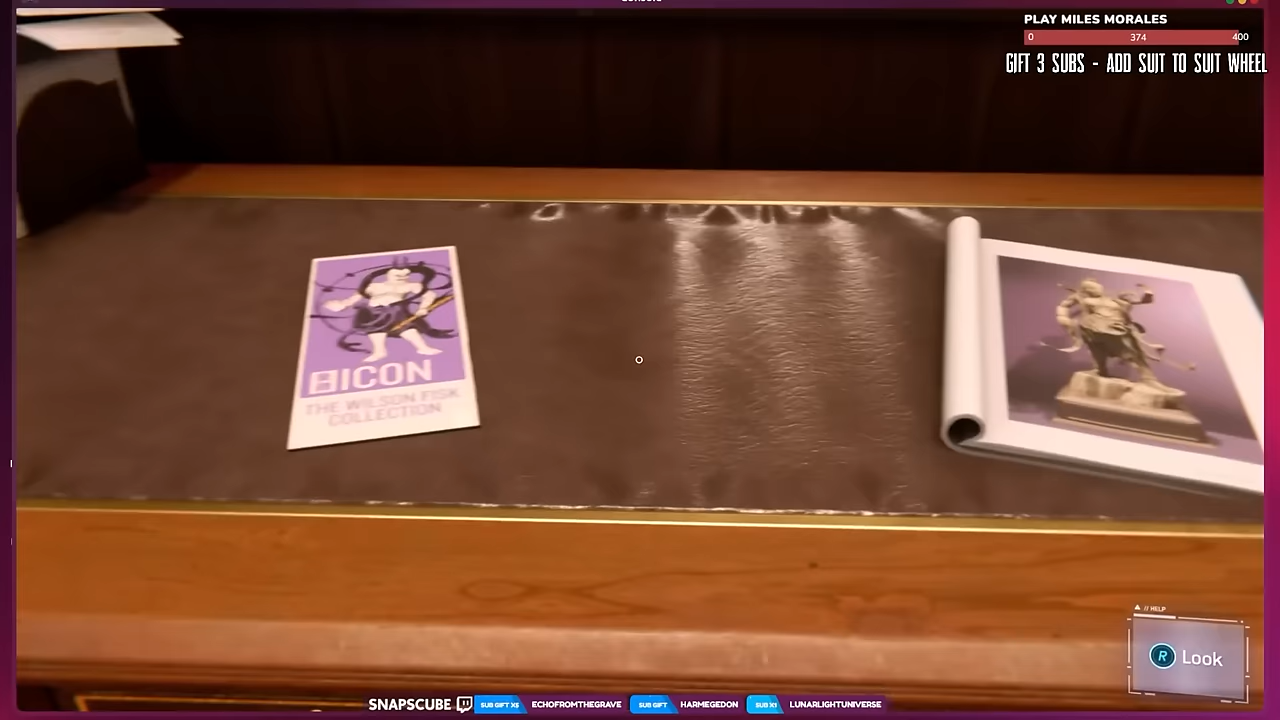 PLAY MILES MORALES
0 374 400
GIFT 3 SUBS - ADD SUIT TO SUIT WHEEL
ICON
THE WILSON FISK
COLLECTION
// HELP
R Look
SNAPSCUBE SUB GIFT X5 ECHOFROMTHEGRAVE SUB GIFT HARMEGEDON SUB X1 LUNARLIGHTUNIVERSE